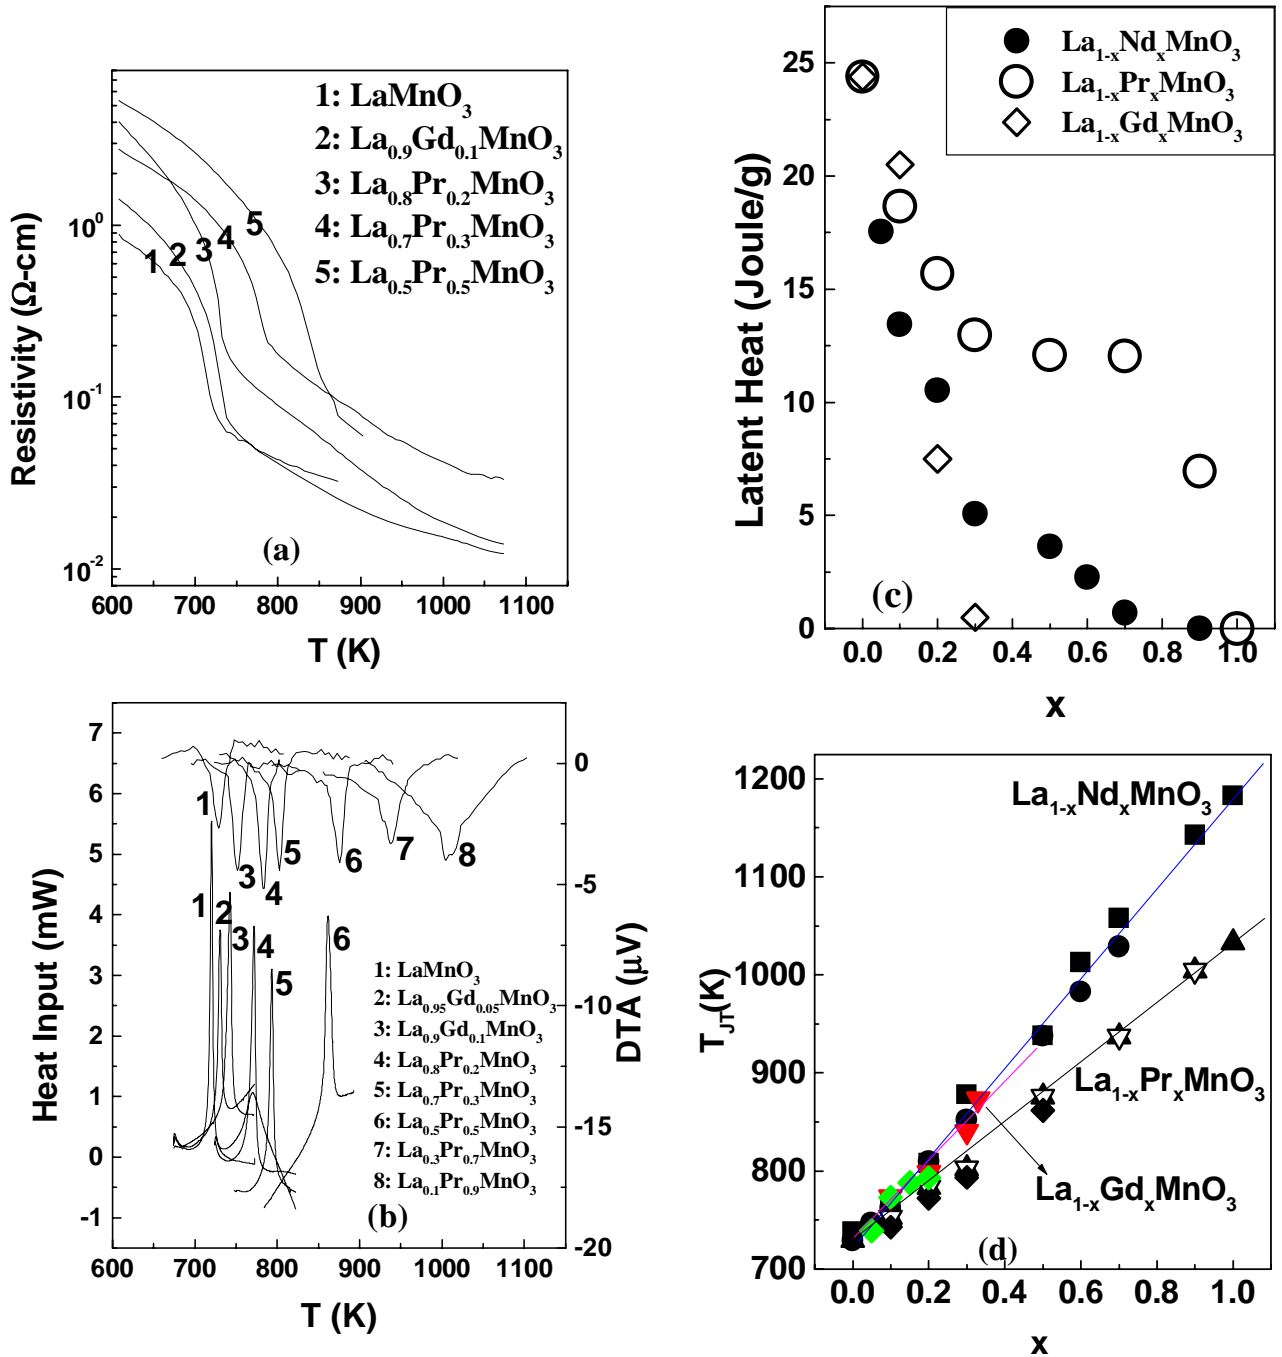 1: LaMnO3
2: La0.9Gd0.1MnO3
3: La0.8Pr0.2MnO3
4: La0.7Pr0.3MnO3
5: La0.5Pr0.5MnO3
1 2 3 4 5
10^0
10^-1
10^-2
Resistivity (Ω-cm)
(a)
600 700 800 900 1000 1100
T (K)
La1-xNdxMnO3
La1-xPrxMnO3
La1-xGdxMnO3
25
20
15
10
5
0
Latent Heat (Joule/g)
(c)
0.0 0.2 0.4 0.6 0.8 1.0
x
7
6
5
4
3
2
1
0
-1
Heat Input (mW)
0
-5
-10
-15
-20
DTA (μV)
1 3 4 5 6 7 8
1 2 3 4 5 6
1: LaMnO3
2: La0.95Gd0.05MnO3
3: La0.9Gd0.1MnO3
4: La0.8Pr0.2MnO3
5: La0.7Pr0.3MnO3
6: La0.5Pr0.5MnO3
7: La0.3Pr0.7MnO3
8: La0.1Pr0.9MnO3
(b)
600 700 800 900 1000 1100
T (K)
1200
1100
1000
900
800
700
TJT(K)
La1-xNdxMnO3
La1-xPrxMnO3
La1-xGdxMnO3
(d)
0.0 0.2 0.4 0.6 0.8 1.0
x